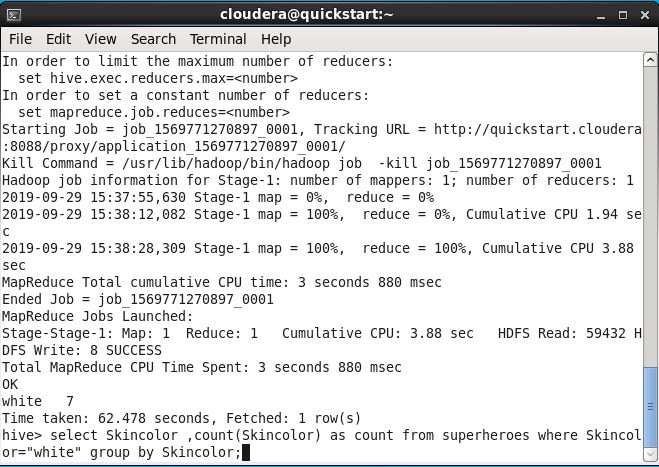 cloudera@quickstart:~
File Edit View Search Terminal Help
In order to limit the maximum number of reducers:
  set hive.exec.reducers.max=<number>
In order to set a constant number of reducers:
  set mapreduce.job.reduces=<number>
Starting Job = job_1569771270897_0001, Tracking URL = http://quickstart.cloudera
:8088/proxy/application_1569771270897_0001/
Kill Command = /usr/lib/hadoop/bin/hadoop job  -kill job_1569771270897_0001
Hadoop job information for Stage-1: number of mappers: 1; number of reducers: 1
2019-09-29 15:37:55,630 Stage-1 map = 0%,  reduce = 0%
2019-09-29 15:38:12,082 Stage-1 map = 100%,  reduce = 0%, Cumulative CPU 1.94 se
c
2019-09-29 15:38:28,309 Stage-1 map = 100%,  reduce = 100%, Cumulative CPU 3.88
sec
MapReduce Total cumulative CPU time: 3 seconds 880 msec
Ended Job = job_1569771270897_0001
MapReduce Jobs Launched:
Stage-Stage-1: Map: 1  Reduce: 1   Cumulative CPU: 3.88 sec   HDFS Read: 59432 H
DFS Write: 8 SUCCESS
Total MapReduce CPU Time Spent: 3 seconds 880 msec
OK
white   7
Time taken: 62.478 seconds, Fetched: 1 row(s)
hive> select Skincolor ,count(Skincolor) as count from superheroes where Skincol
or="white" group by Skincolor;